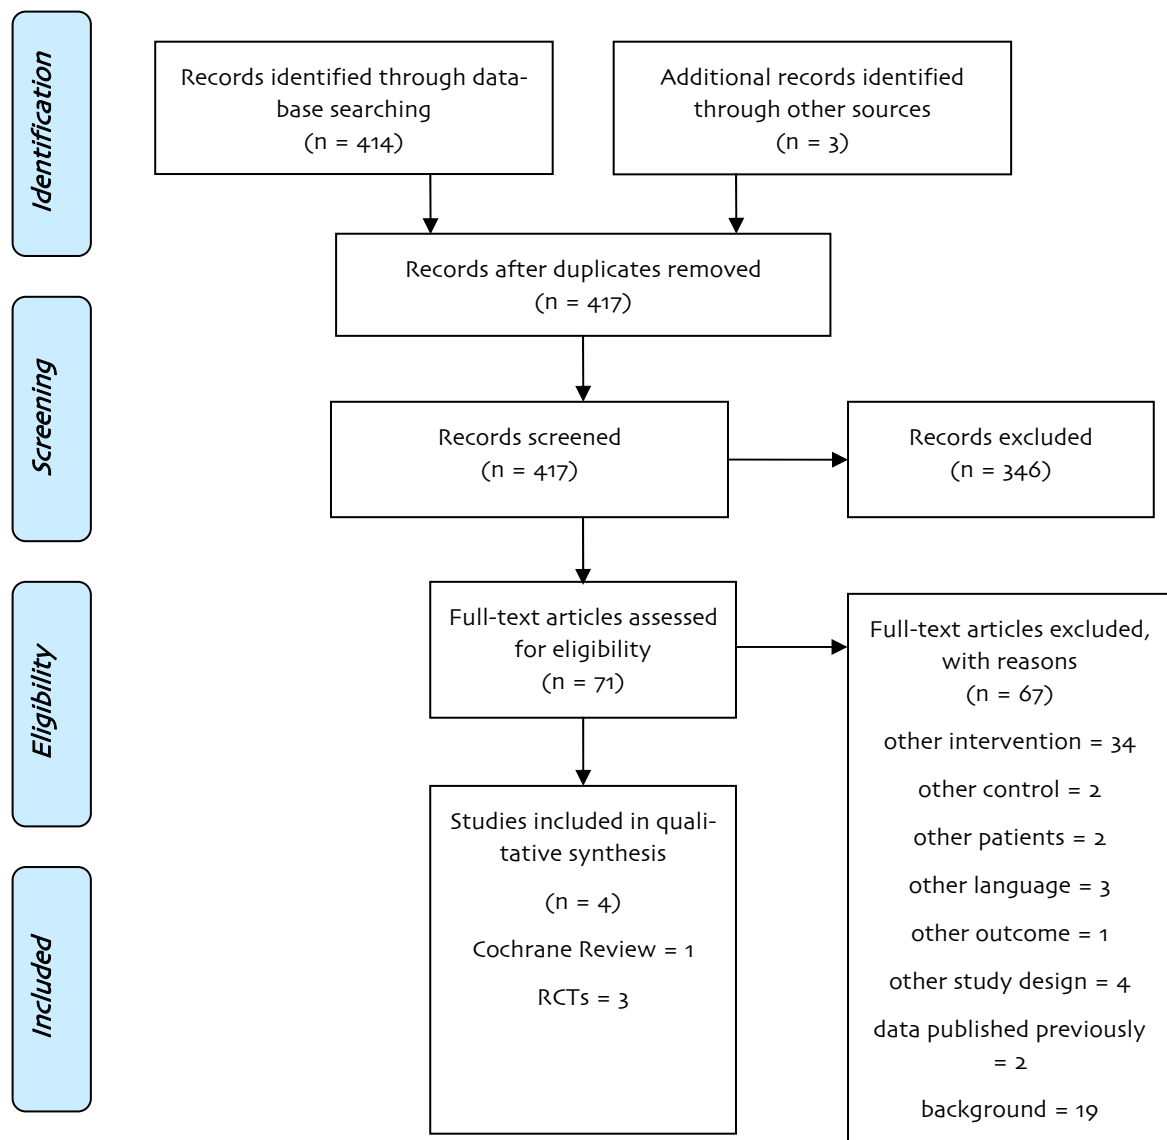 Identification
Records identified through data-
base searching
(n = 414)
Additional records identified
through other sources
(n = 3)
Records after duplicates removed
(n = 417)
Screening
Records screened
(n = 417)
Records excluded
(n = 346)
Eligibility
Full-text articles assessed
for eligibility
(n = 71)
Full-text articles excluded,
with reasons
(n = 67)
other intervention = 34
other control = 2
other patients = 2
other language = 3
other outcome = 1
other study design = 4
data published previously
= 2
background = 19
Included
Studies included in quali-
tative synthesis
(n = 4)
Cochrane Review = 1
RCTs = 3